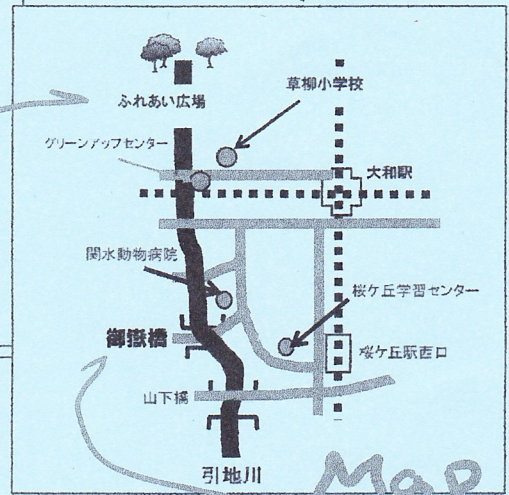 草柳小学校
ふれあい広場
グリーンアップセンター
大和駅
関水動物病院
桜ケ丘学習センター
御嶽橋
桜ケ丘駅西口
山下橋
引地川
Map